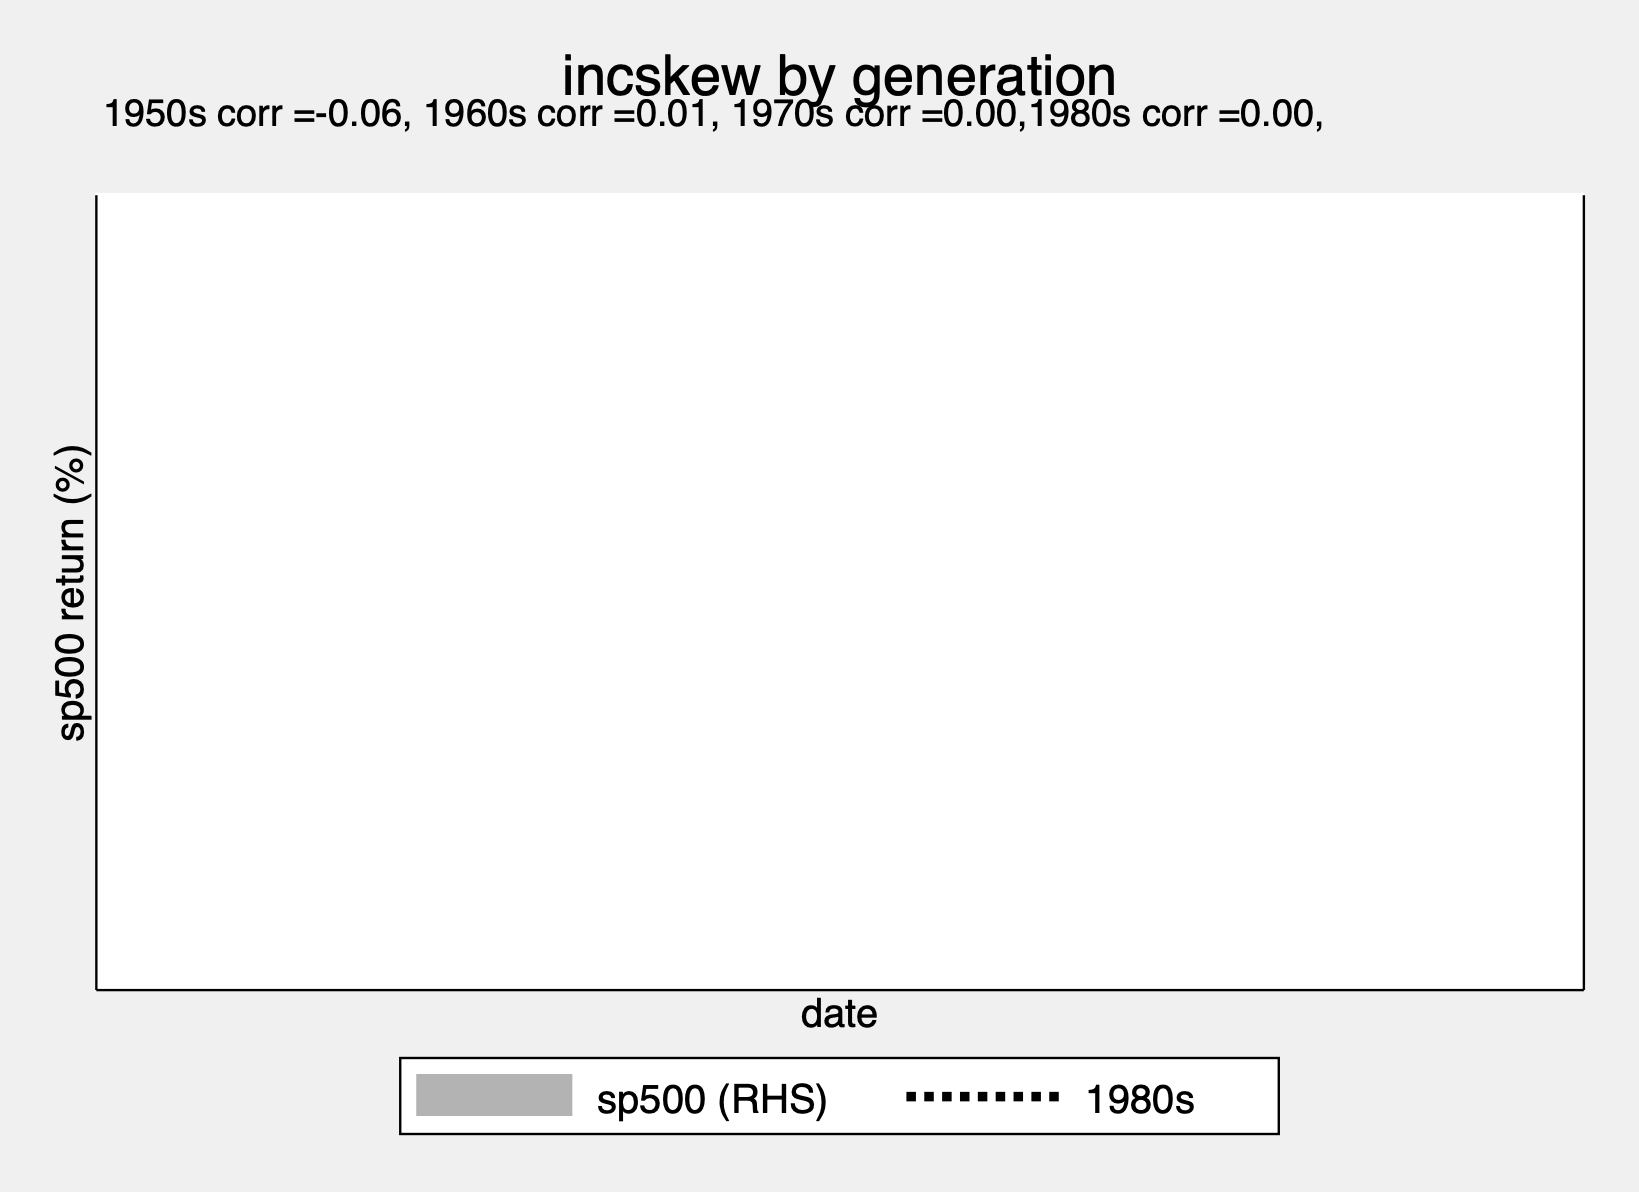 incskew by generation
1950s corr =-0.06, 1960s corr =0.01, 1970s corr =0.00,1980s corr =0.00,
sp500 return (%)
date
sp500 (RHS) 1980s